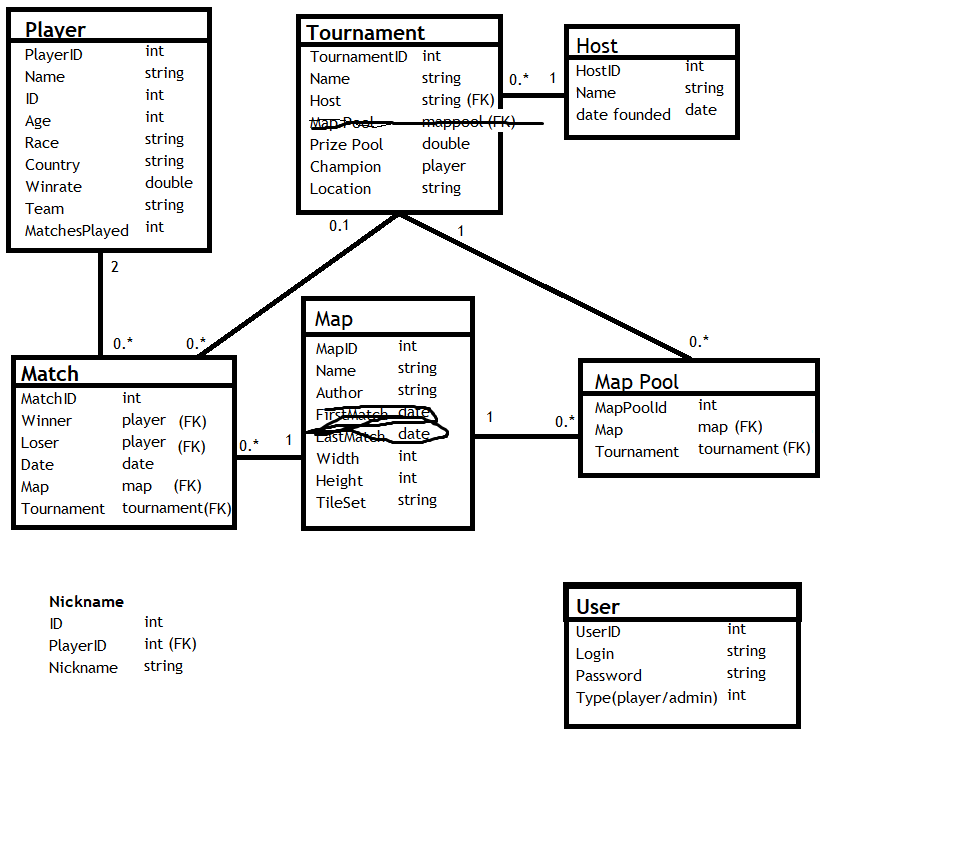 Player
PlayerID int
Name string
ID int
Age int
Race string
Country string
Winrate double
Team string
MatchesPlayed int
Tournament
TournamentID int
Name string
Host string (FK)
Map Pool mappool (FK)
Prize Pool double
Champion player
Location string
0.* 1
Host
HostID int
Name string
date founded date
2
0.*
0.1
0.*
1
0.*
Match
MatchID int
Winner player (FK)
Loser player (FK)
Date date
Map map (FK)
Tournament tournament(FK)
0.* 1
Map
MapID int
Name string
Author string
FirstMatch date
LastMatch date
Width int
Height int
TileSet string
1 0.*
Map Pool
MapPoolId int
Map map (FK)
Tournament tournament (FK)
Nickname
ID int
PlayerID int (FK)
Nickname string
User
UserID int
Login string
Password string
Type(player/admin) int